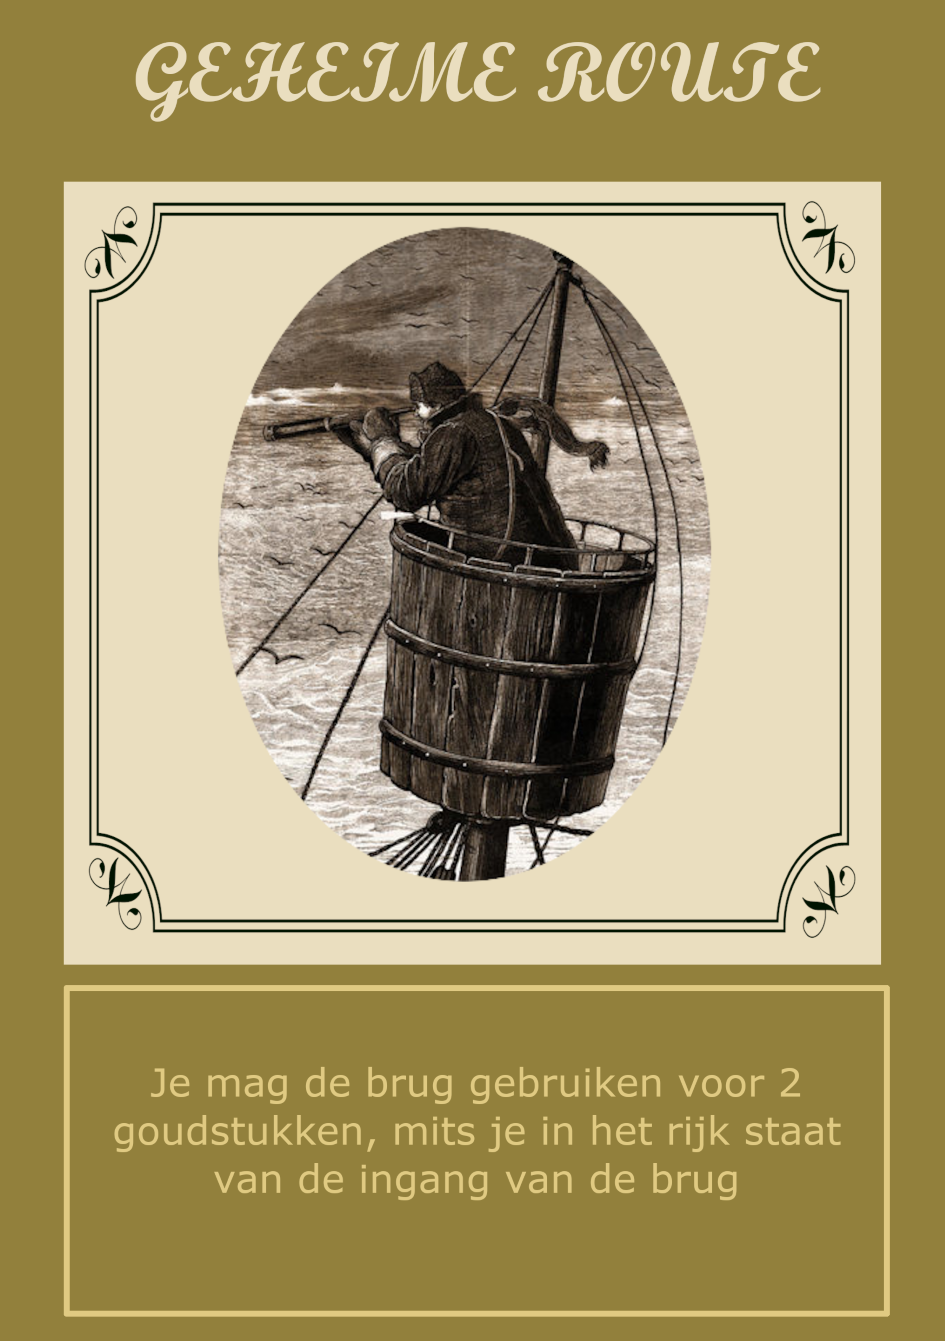 GEHEIME ROUTE
Je mag de brug gebruiken voor 2
goudstukken, mits je in het rijk staat
van de ingang van de brug